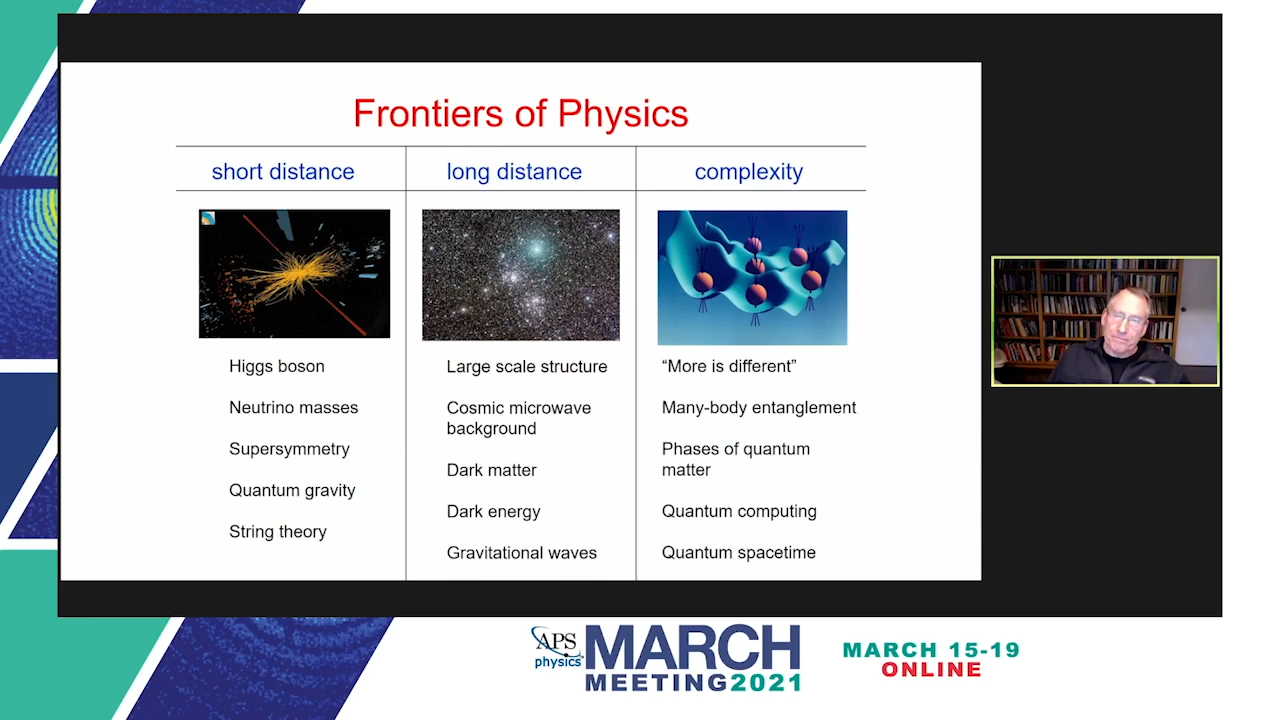 Frontiers of Physics
short distance
long distance
complexity
Higgs boson
Neutrino masses
Supersymmetry
Quantum gravity
String theory
Large scale structure
Cosmic microwave
background
Dark matter
Dark energy
Gravitational waves
“More is different”
Many-body entanglement
Phases of quantum
matter
Quantum computing
Quantum spacetime
APS
physics
MARCH
MEETING2021
MARCH 15-19
ONLINE